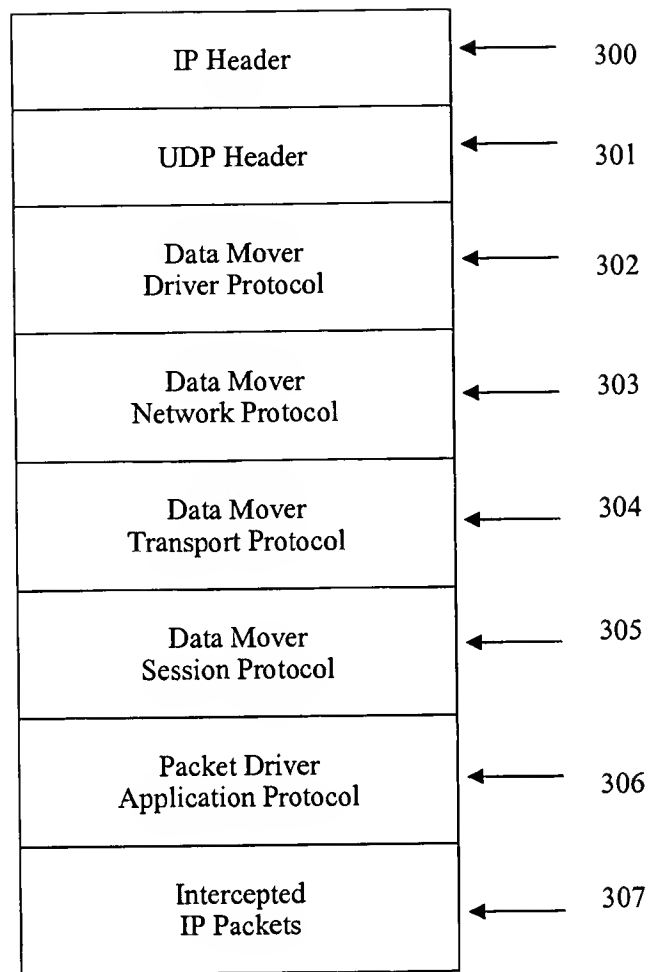 IP Header
300
UDP Header
301
Data Mover
Driver Protocol
302
Data Mover
Network Protocol
303
Data Mover
Transport Protocol
304
Data Mover
Session Protocol
305
Packet Driver
Application Protocol
306
Intercepted
IP Packets
307